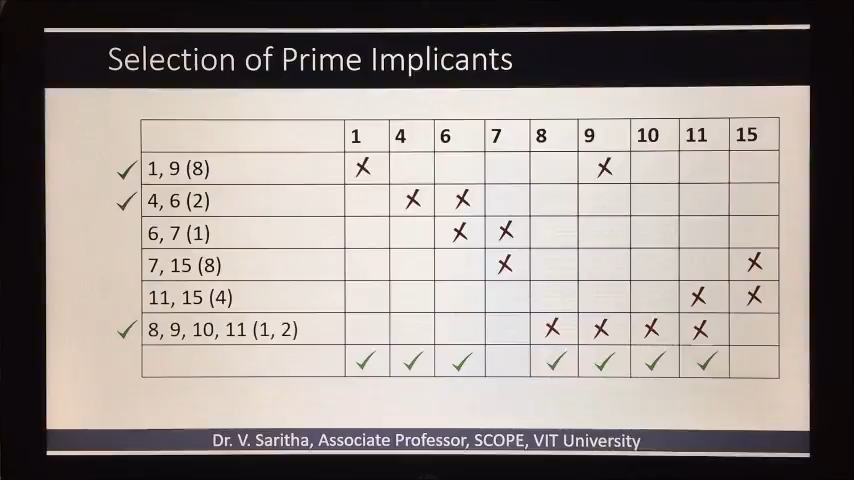 Selection of Prime Implicants
1 4 6 7 8 9 10 11 15
✓ 1, 9 (8) X X
✓ 4, 6 (2) X X
6, 7 (1) X X
7, 15 (8) X X
11, 15 (4) X X
✓ 8, 9, 10, 11 (1, 2) X X X X
✓ ✓ ✓ ✓ ✓ ✓ ✓
Dr. V. Saritha, Associate Professor, SCOPE, VIT University